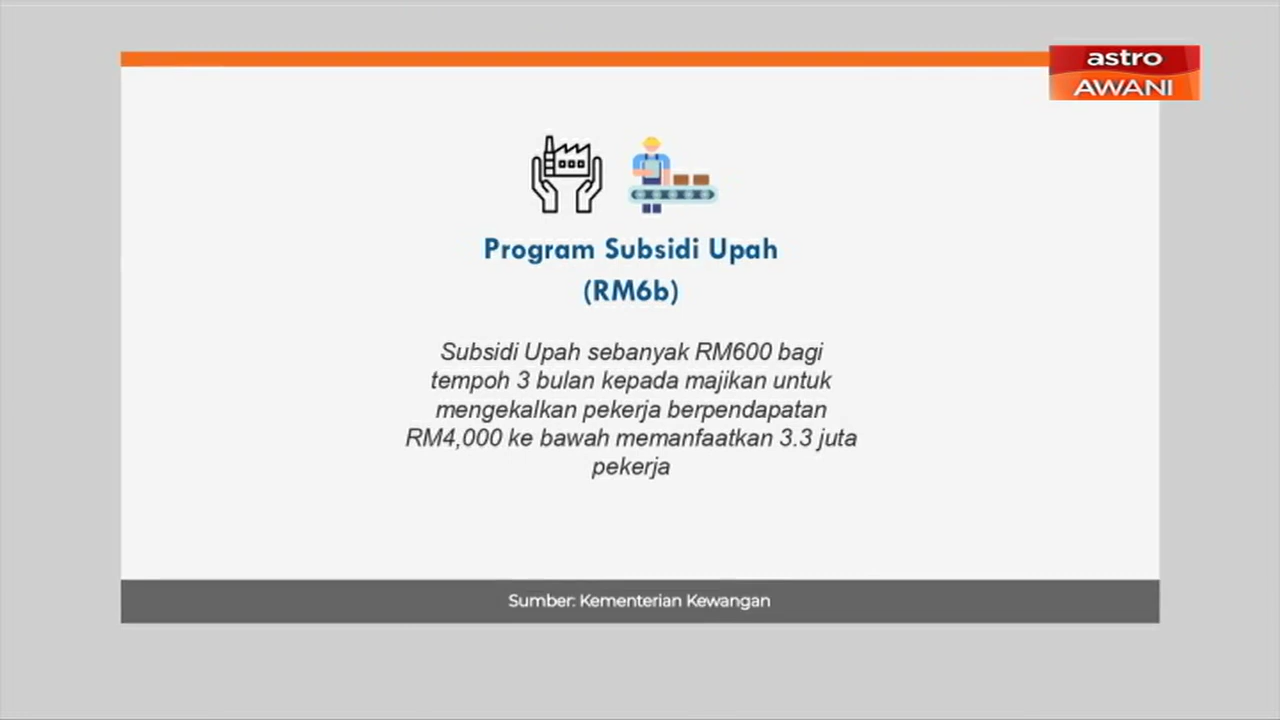 astro
AWANI
Program Subsidi Upah
(RM6b)
Subsidi Upah sebanyak RM600 bagi
tempoh 3 bulan kepada majikan untuk
mengekalkan pekerja berpendapatan
RM4,000 ke bawah memanfaatkan 3.3 juta
pekerja
Sumber: Kementerian Kewangan